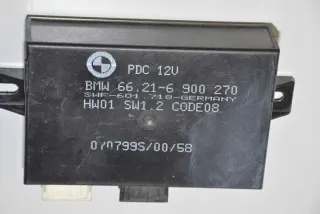 BMW
PDC 12V
BMW 66.21-6 900 270
SWF-601.718-GERMANY
HW01 SW1.2 CODE08
070799S/00/58